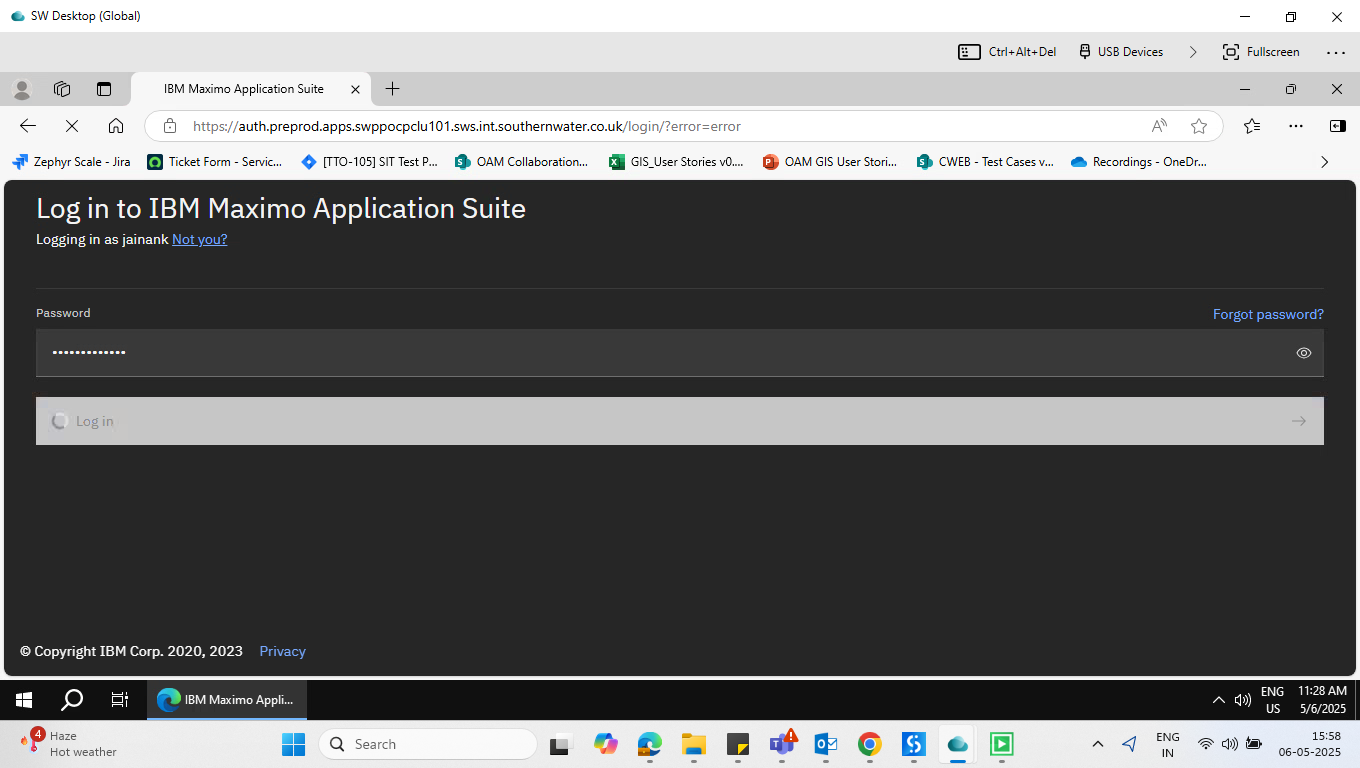 SW Desktop (Global)
Ctrl+Alt+Del USB Devices Fullscreen
IBM Maximo Application Suite
https://auth.preprod.apps.swppocpclu101.sws.int.southernwater.co.uk/login/?error=error
Zephyr Scale - Jira Ticket Form - Servic... [TTO-105] SIT Test P... OAM Collaboration... GIS_User Stories v0.... OAM GIS User Stori... CWEB - Test Cases v... Recordings - OneDr...
Log in to IBM Maximo Application Suite
Logging in as jainank Not you?
Password Forgot password?
Log in
© Copyright IBM Corp. 2020, 2023 Privacy
IBM Maximo Appli... ENG 11:28 AM
US 5/6/2025
4 Haze Search ENG 15:58
Hot weather IN 06-05-2025